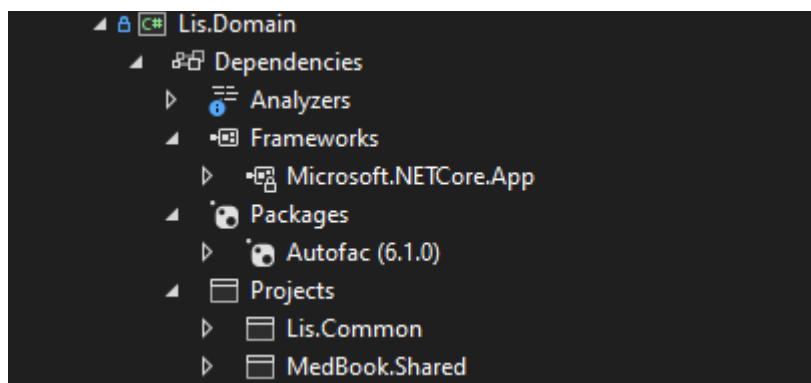 C# Lis.Domain
Dependencies
Analyzers
Frameworks
Microsoft.NETCore.App
Packages
Autofac (6.1.0)
Projects
Lis.Common
MedBook.Shared